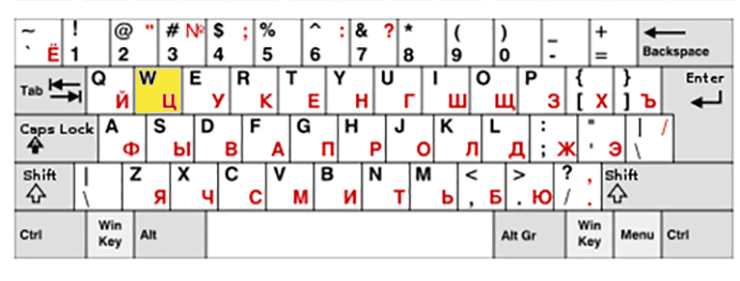 ~ ` Ё ! 1 @ " 2 # № 3 $ ; 4 % 5 ^ : 6 & ? 7 * 8 ( 9 ) 0 _ - + = Backspace
Tab Q Й W Ц E У R К T Е Y Н U Г I Ш O Щ P З { [ Х } ] Ъ Enter
Caps Lock A Ф S Ы D В F А G П H Р J О K Л L Д : ; Ж " ' Э | \ /
Shift | \ Z Я X Ч C С V М B И N Т M Ь < , Б > . Ю ? / , . Shift
Ctrl Win Key Alt Alt Gr Win Key Menu Ctrl